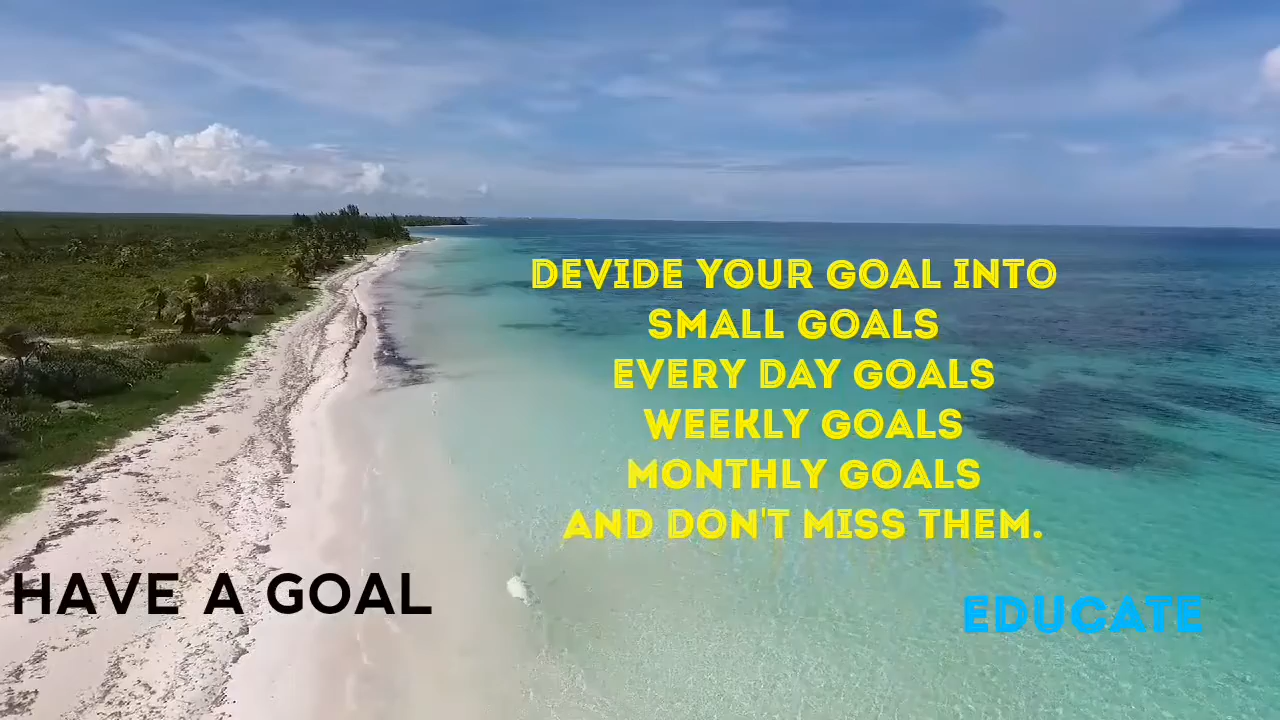 DEVIDE YOUR GOAL INTO
SMALL GOALS
EVERY DAY GOALS
WEEKLY GOALS
MONTHLY GOALS
AND DON'T MISS THEM.
HAVE A GOAL
EDUCATE